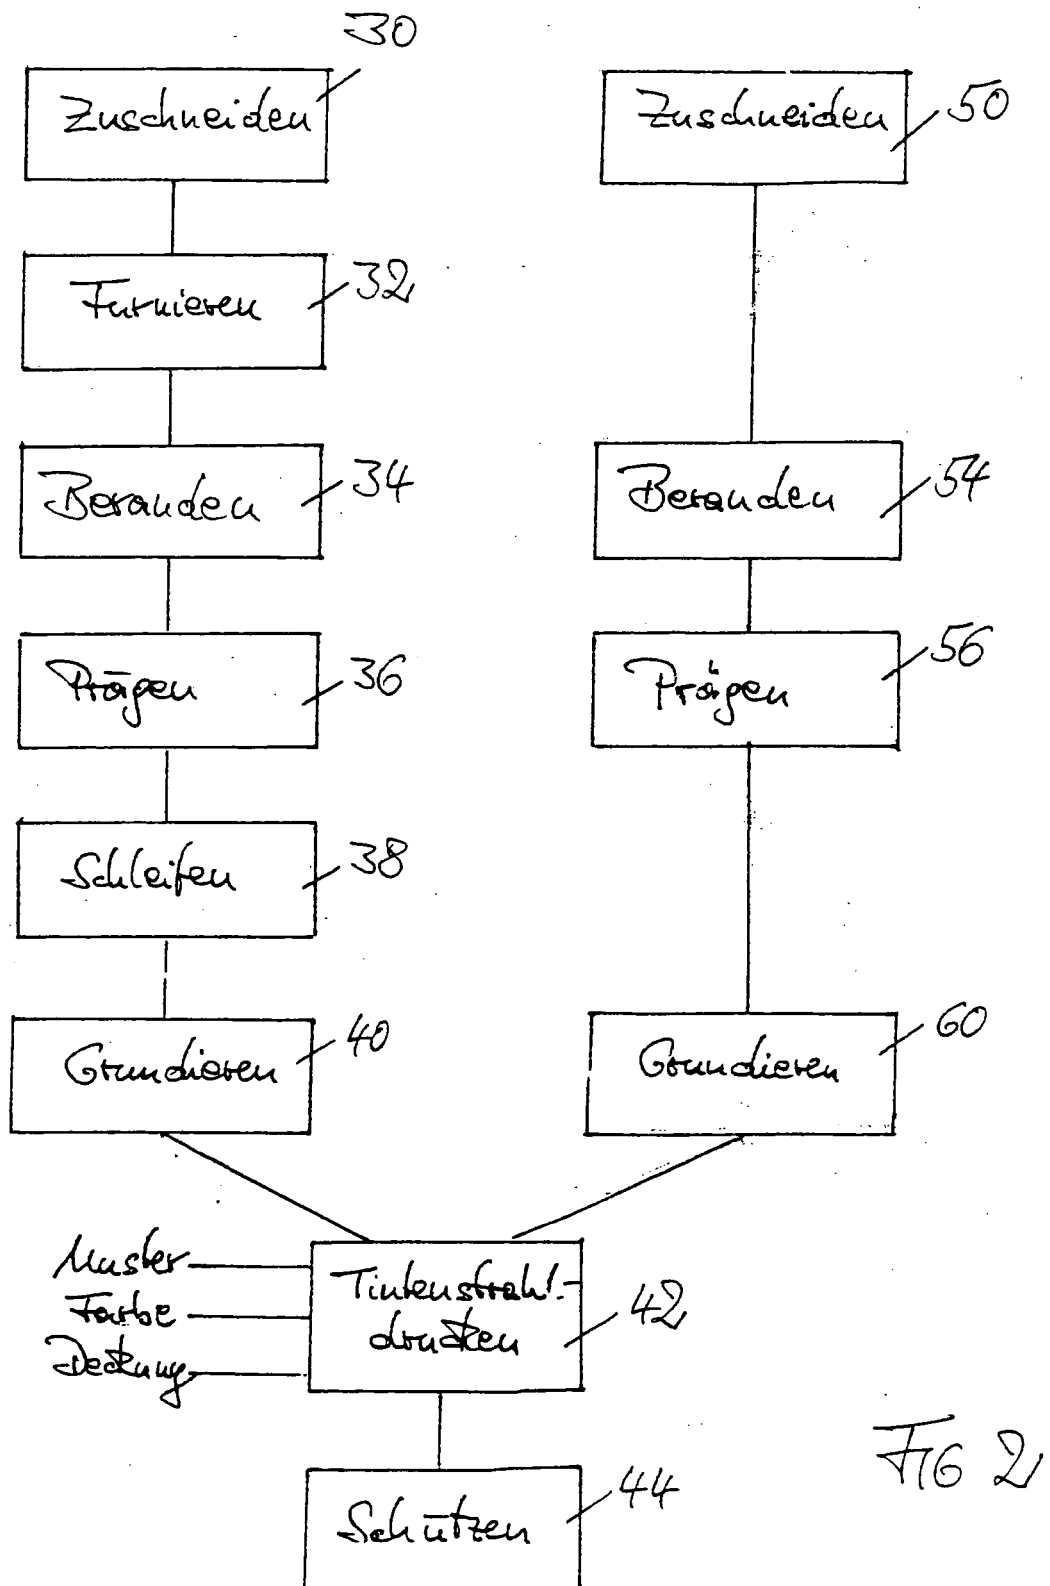 30
Zuschneiden
32
Furnieren
34
Beranden
36
Prägen
38
Schleifen
40
Grundieren
50
Zuschneiden
54
Beranden
56
Prägen
60
Grundieren
Muster
Farbe
Deckung
Tintenstrahl-
drucken
42
44
Schützen
FIG 2